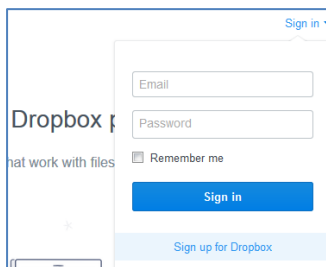 Sign in
Email
Dropbox
Password
hat work with files
Remember me
Sign in
Sign up for Dropbox